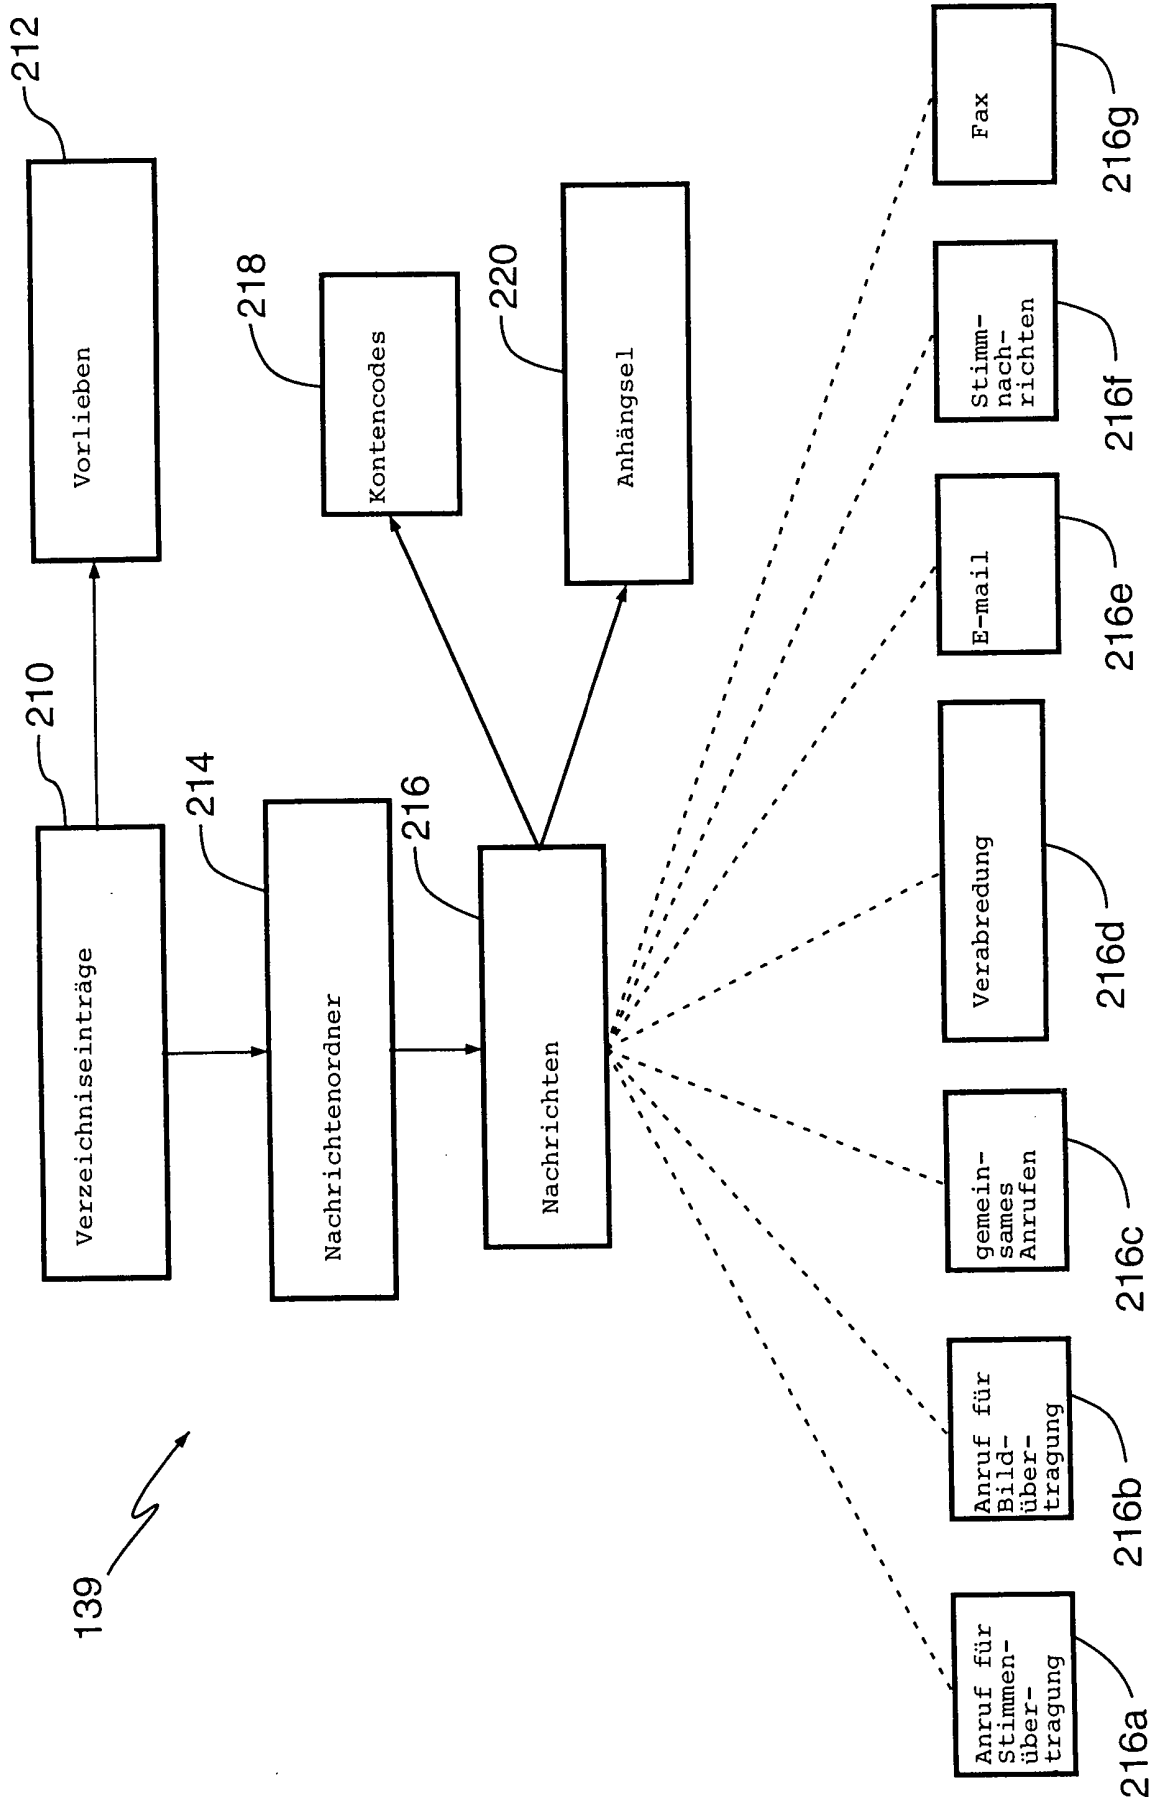 139
Verzeichniseinträge
210
Vorlieben
212
Nachrichtenordner
214
Nachrichten
216
Kontencodes
218
Anhängsel
220
Anruf für
Stimmen-
über-
tragung
216a
Anruf für
Bild-
über-
tragung
216b
gemein-
sames
Anrufen
216c
Verabredung
216d
E-mail
216e
Stimm-
nach-
richten
216f
Fax
216g